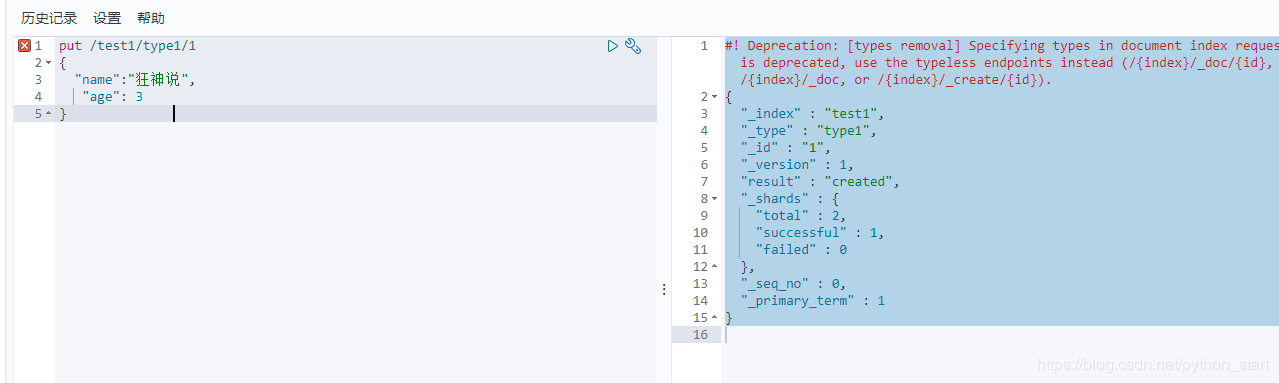 历史记录 设置 帮助
1 put /test1/type1/1
2 {
3 "name":"狂神说",
4 "age": 3
5 }
1 #! Deprecation: [types removal] Specifying types in document index reques
is deprecated, use the typeless endpoints instead (/{index}/_doc/{id},
/{index}/_doc, or /{index}/_create/{id}).
2 {
3 "_index" : "test1",
4 "_type" : "type1",
5 "_id" : "1",
6 "_version" : 1,
7 "result" : "created",
8 "_shards" : {
9 "total" : 2,
10 "successful" : 1,
11 "failed" : 0
12 },
13 "_seq_no" : 0,
14 "_primary_term" : 1
15 }
16
https://blog.csdn.net/python_start